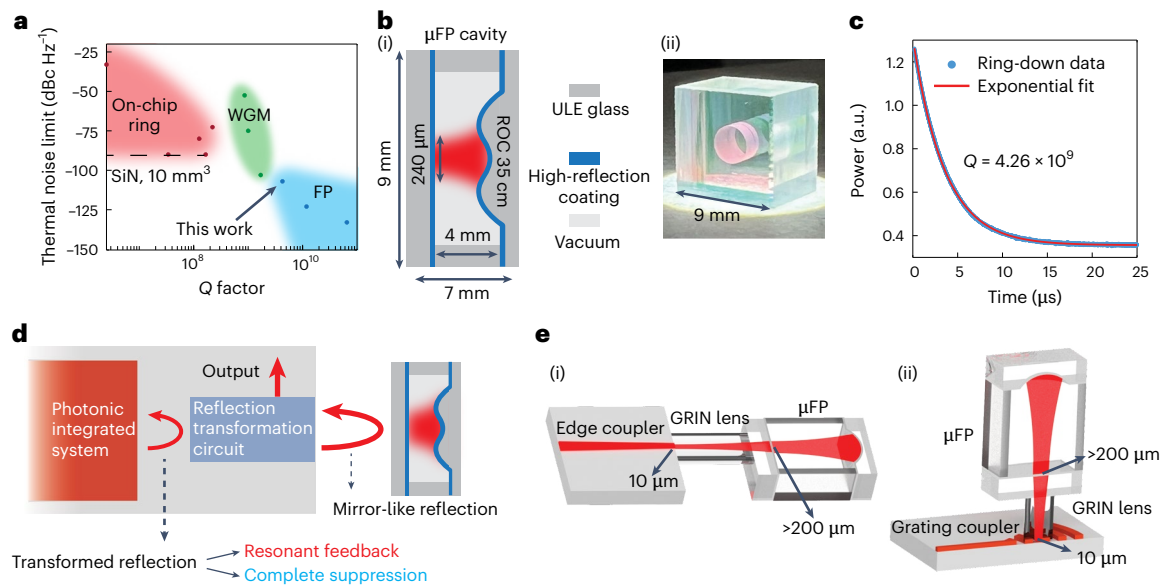 a
Thermal noise limit (dBc Hz⁻¹)
−25
−50
−75
−100
−125
−150
On-chip
ring
WGM
SiN, 10 mm³
FP
This work
10⁸
10¹⁰
Q factor
b
(i)
µFP cavity
9 mm
240 µm
ROC 35 cm
4 mm
7 mm
ULE glass
High-reflection
coating
Vacuum
(ii)
9 mm
c
Power (a.u.)
1.2
1.0
0.8
0.6
0.4
Ring-down data
Exponential fit
Q = 4.26 × 10⁹
0
5
10
15
20
25
Time (µs)
d
Output
Photonic
integrated
system
Reflection
transformation
circuit
Mirror-like reflection
Transformed reflection
Resonant feedback
Complete suppression
e
(i)
Edge coupler
GRIN lens
µFP
10 µm
>200 µm
(ii)
µFP
>200 µm
GRIN lens
Grating coupler
10 µm